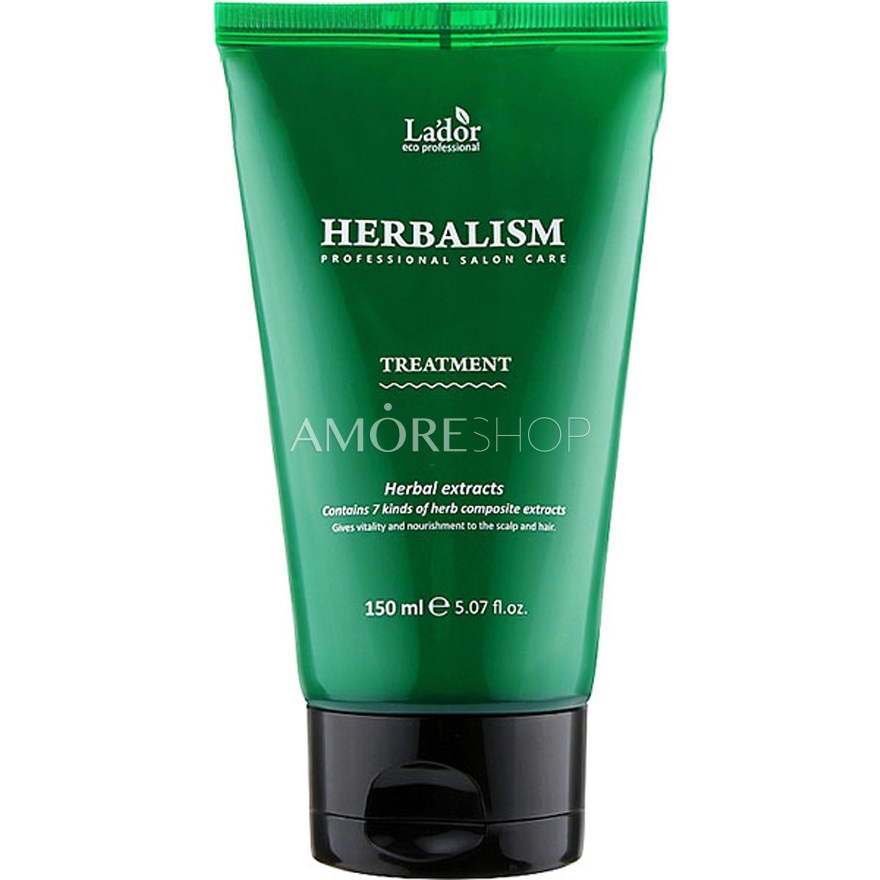 La'dor
eco professional
HERBALISM
PROFESSIONAL SALON CARE
TREATMENT
AMORESHOP
Herbal extracts
Contains 7 kinds of herb composite extracts
Gives vitality and nourishment to the scalp and hair.
150 ml ℮ 5.07 fl.oz.